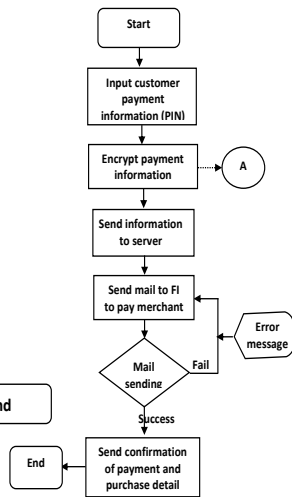 Start
Input customer
payment
information (PIN)
Encrypt payment
information
A
Send information
to server
Send mail to FI
to pay merchant
Error
message
Mail
sending
Fail
nd
Success
Send confirmation
of payment and
purchase detail
End